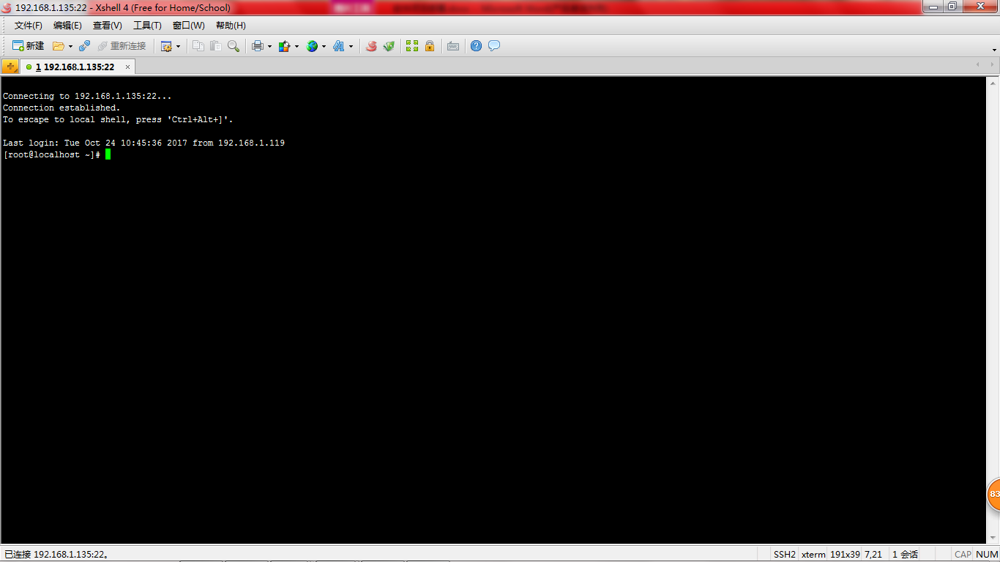 192.168.1.135:22 - Xshell 4 (Free for Home/School)
文件(F) 编辑(E) 查看(V) 工具(T) 窗口(W) 帮助(H)
新建 重新连接
1 192.168.1.135:22
Connecting to 192.168.1.135:22...
Connection established.
To escape to local shell, press 'Ctrl+Alt+]'.
Last login: Tue Oct 24 10:45:36 2017 from 192.168.1.119
[root@localhost ~]#
83
已连接 192.168.1.135:22。 SSH2 xterm 191x39 7,21 1 会话 CAP NUM